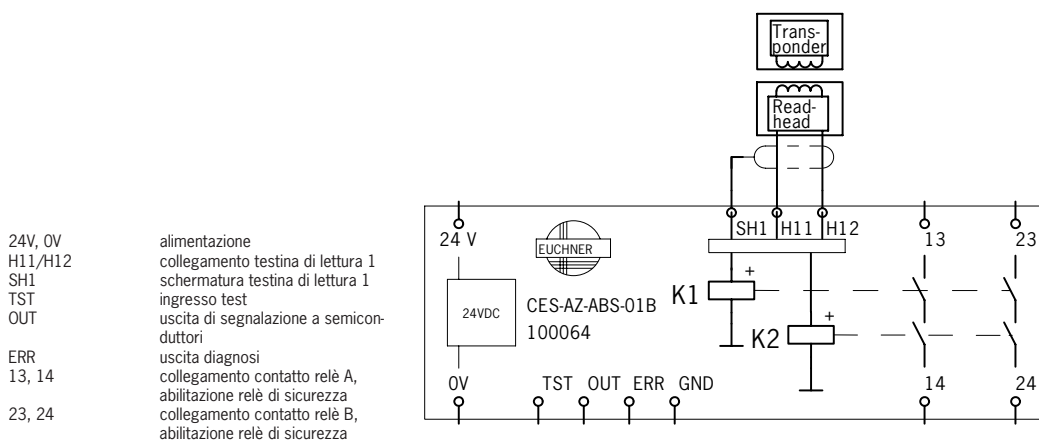 Trans-
ponder
Read-
head
24 V
EUCHNER
SH1 H11 H12
13
23
24VDC
CES-AZ-ABS-01B
100064
K1
+
K2
+
0V
TST OUT ERR GND
14
24
24V, 0V alimentazione
H11/H12 collegamento testina di lettura 1
SH1 schermatura testina di lettura 1
TST ingresso test
OUT uscita di segnalazione a semicon-
duttori
ERR uscita diagnosi
13, 14 collegamento contatto relè A,
abilitazione relè di sicurezza
23, 24 collegamento contatto relè B,
abilitazione relè di sicurezza